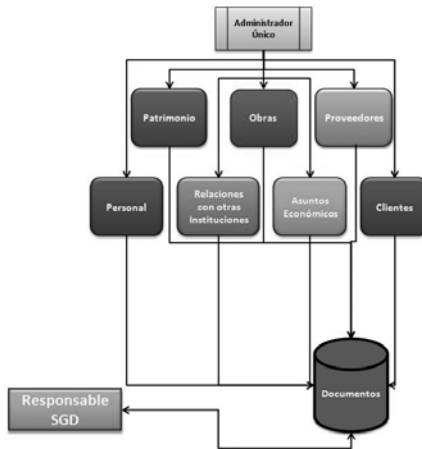 Administrador
Único
Patrimonio
Obras
Proveedores
Personal
Relaciones
con otras
Instituciones
Asuntos
Económicos
Clientes
Documentos
Responsable
SGD